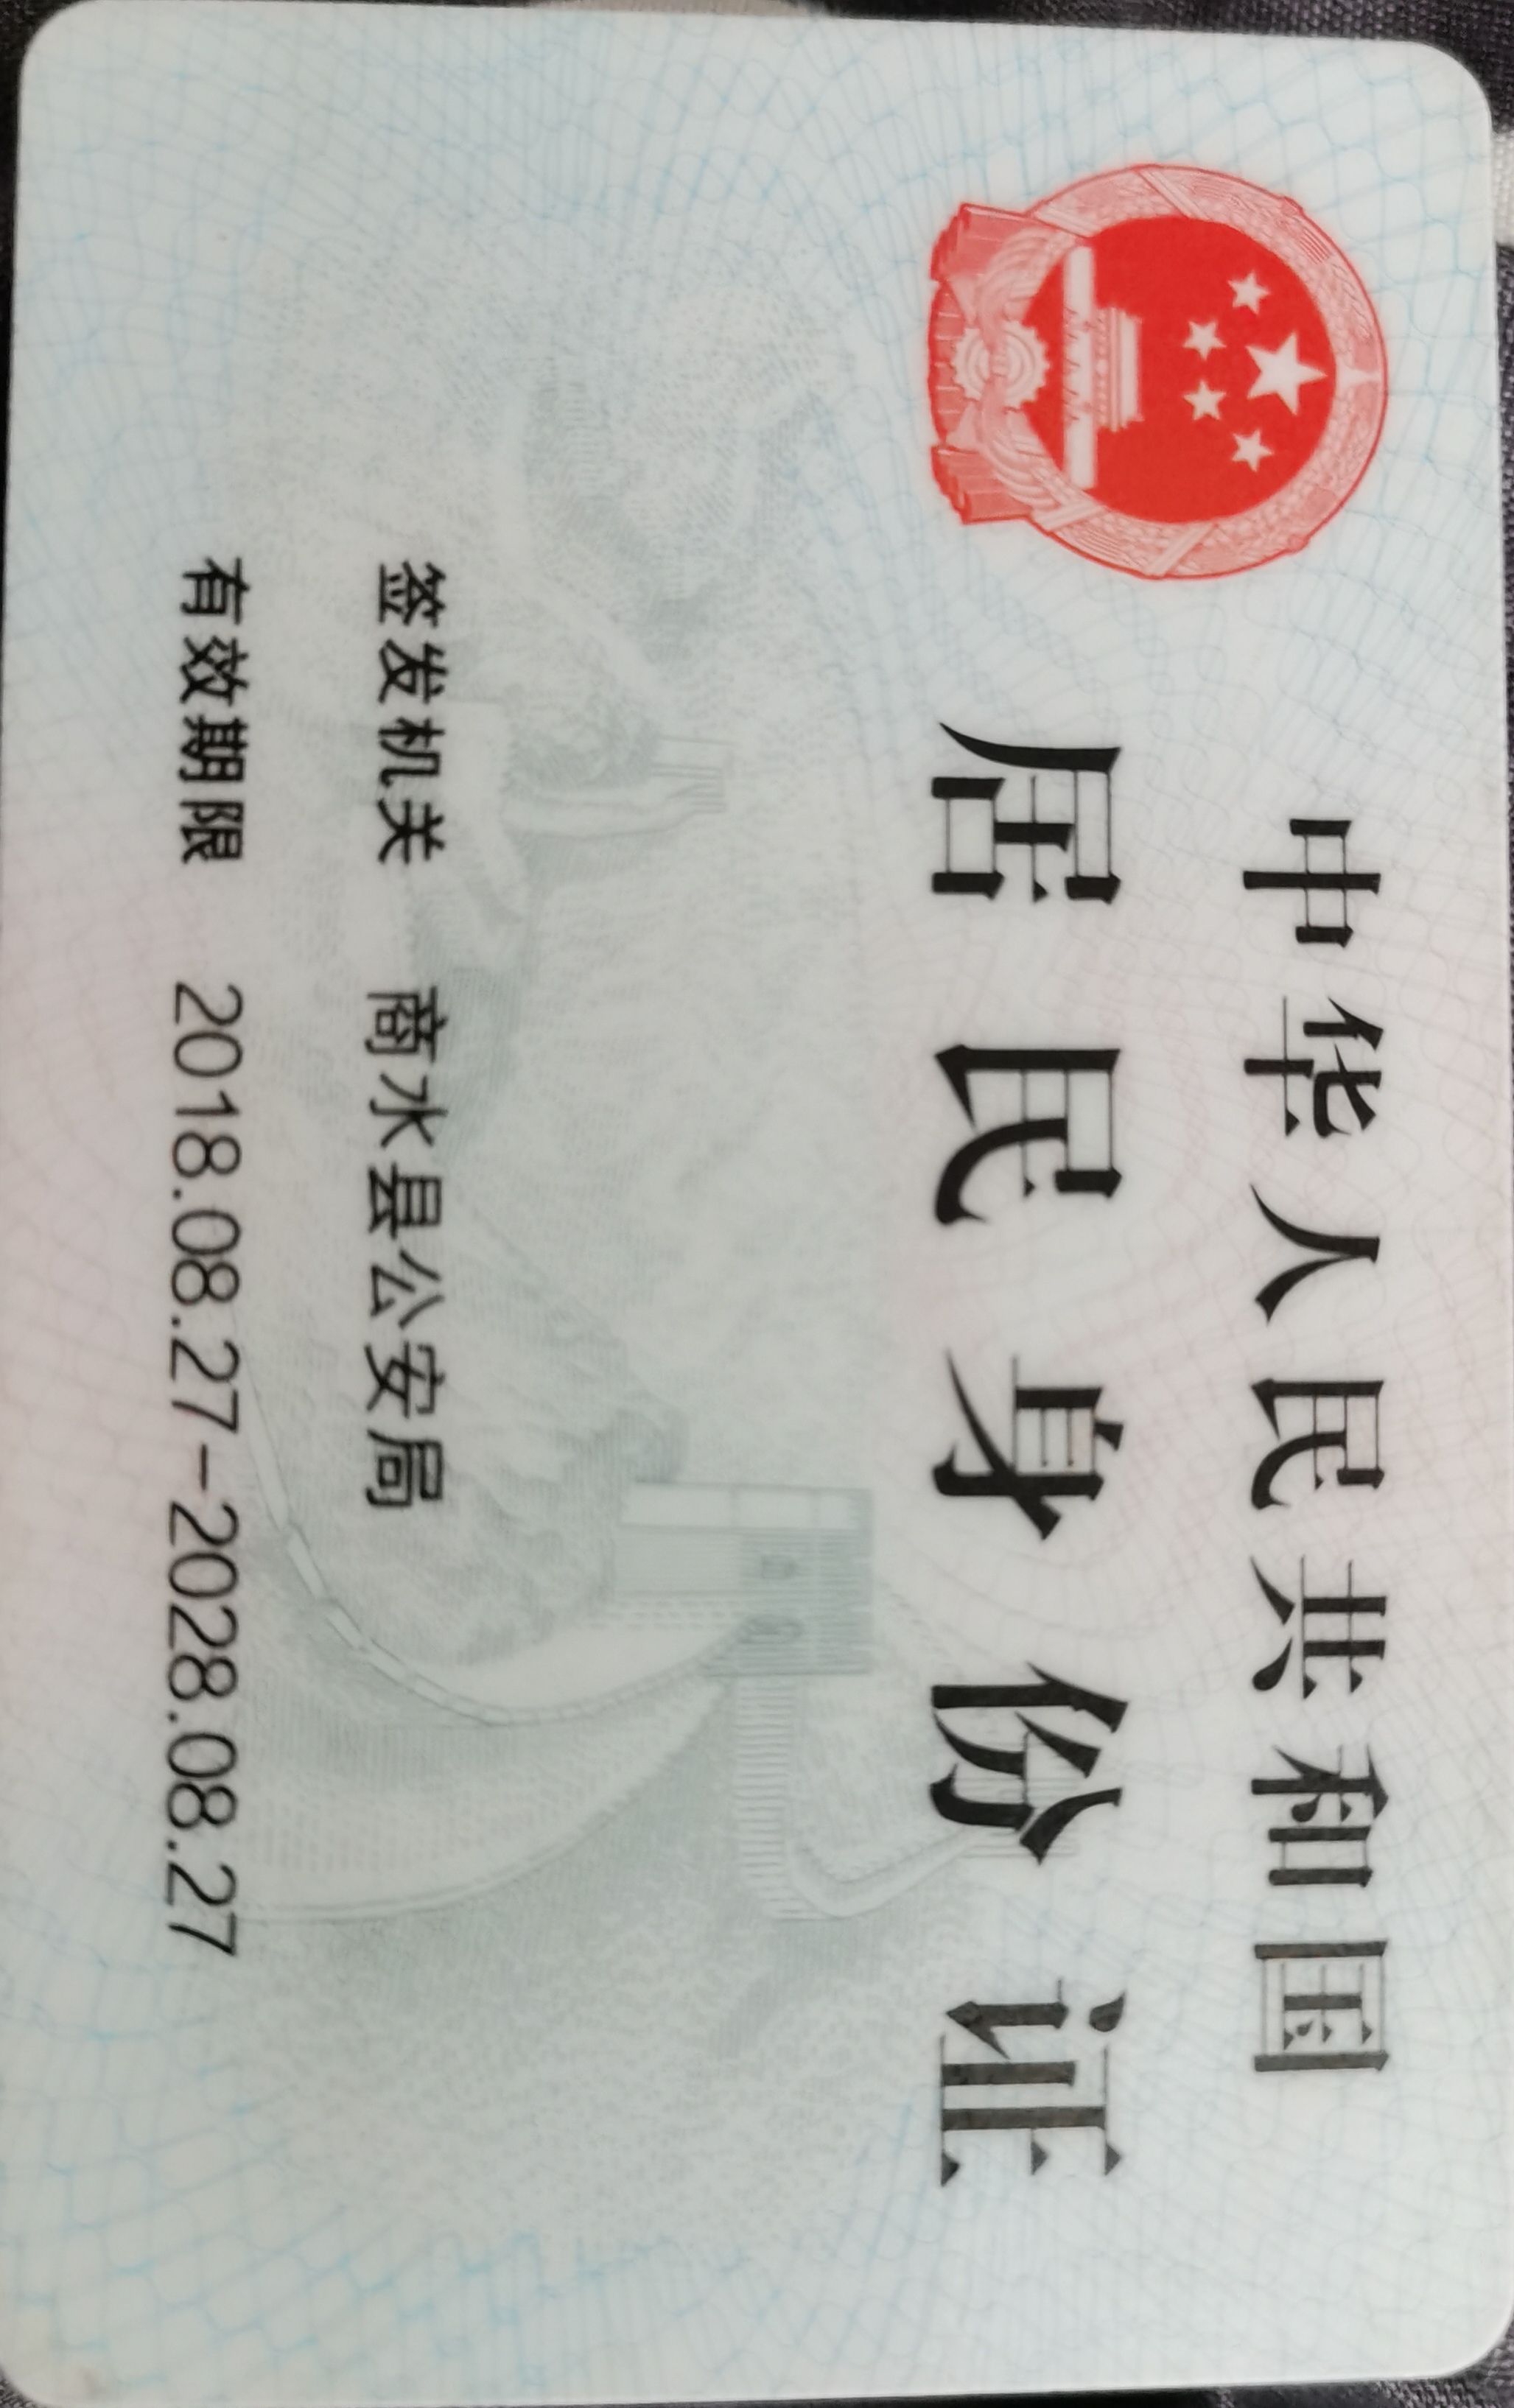 中华人民共和国
居民身份证
签发机关 商水县公安局
有效期限 2018.08.27-2028.08.27